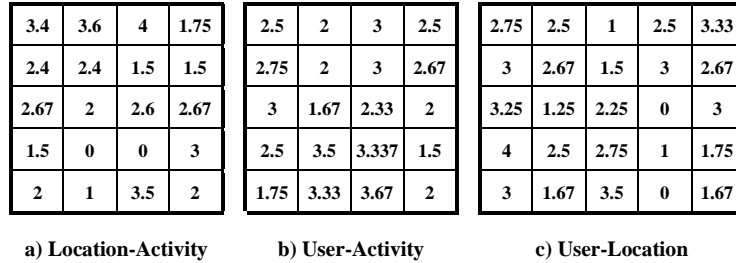 3.4 3.6 4 1.75 2.5 2 3 2.5 2.75 2.5 1 2.5 3.33
2.4 2.4 1.5 1.5 2.75 2 3 2.67 3 2.67 1.5 3 2.67
2.67 2 2.6 2.67 3 1.67 2.33 2 3.25 1.25 2.25 0 3
1.5 0 0 3 2.5 3.5 3.337 1.5 4 2.5 2.75 1 1.75
2 1 3.5 2 1.75 3.33 3.67 2 3 1.67 3.5 0 1.67
a) Location-Activity b) User-Activity c) User-Location